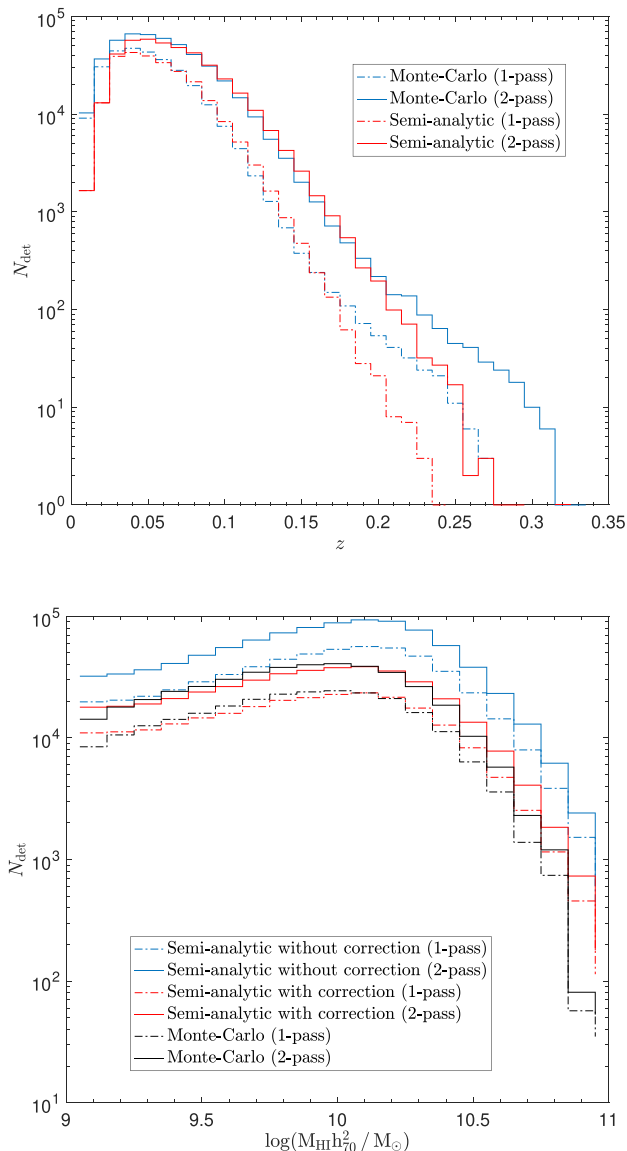 10^5
10^4
10^3
10^2
10^1
10^0
N_det
Monte-Carlo (1-pass)
Monte-Carlo (2-pass)
Semi-analytic (1-pass)
Semi-analytic (2-pass)
0 0.05 0.1 0.15 0.2 0.25 0.3 0.35
z
10^5
10^4
10^3
10^2
10^1
N_det
Semi-analytic without correction (1-pass)
Semi-analytic without correction (2-pass)
Semi-analytic with correction (1-pass)
Semi-analytic with correction (2-pass)
Monte-Carlo (1-pass)
Monte-Carlo (2-pass)
9 9.5 10 10.5 11
log(M_HI h_70^2 / M_⊙)